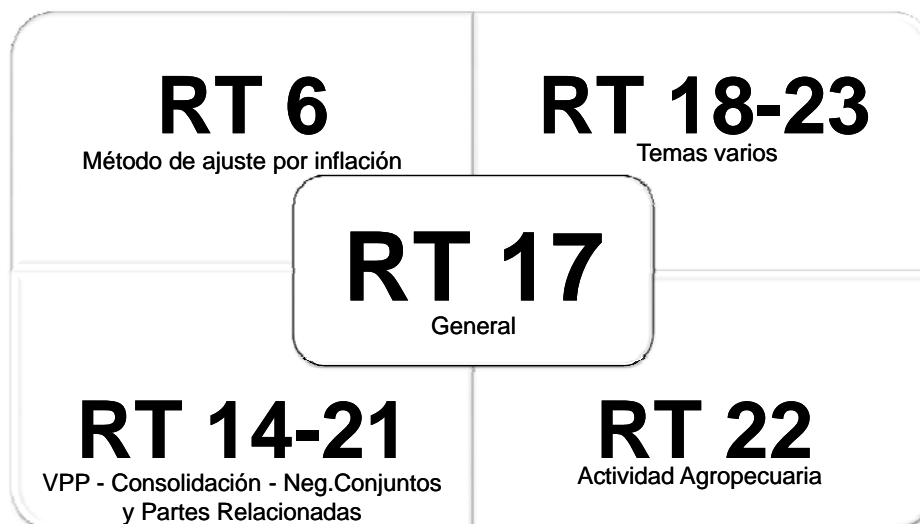 RT 6
Método de ajuste por inflación
RT 18-23
Temas varios
RT 17
General
RT 14-21
VPP - Consolidación - Neg.Conjuntos
y Partes Relacionadas
RT 22
Actividad Agropecuaria